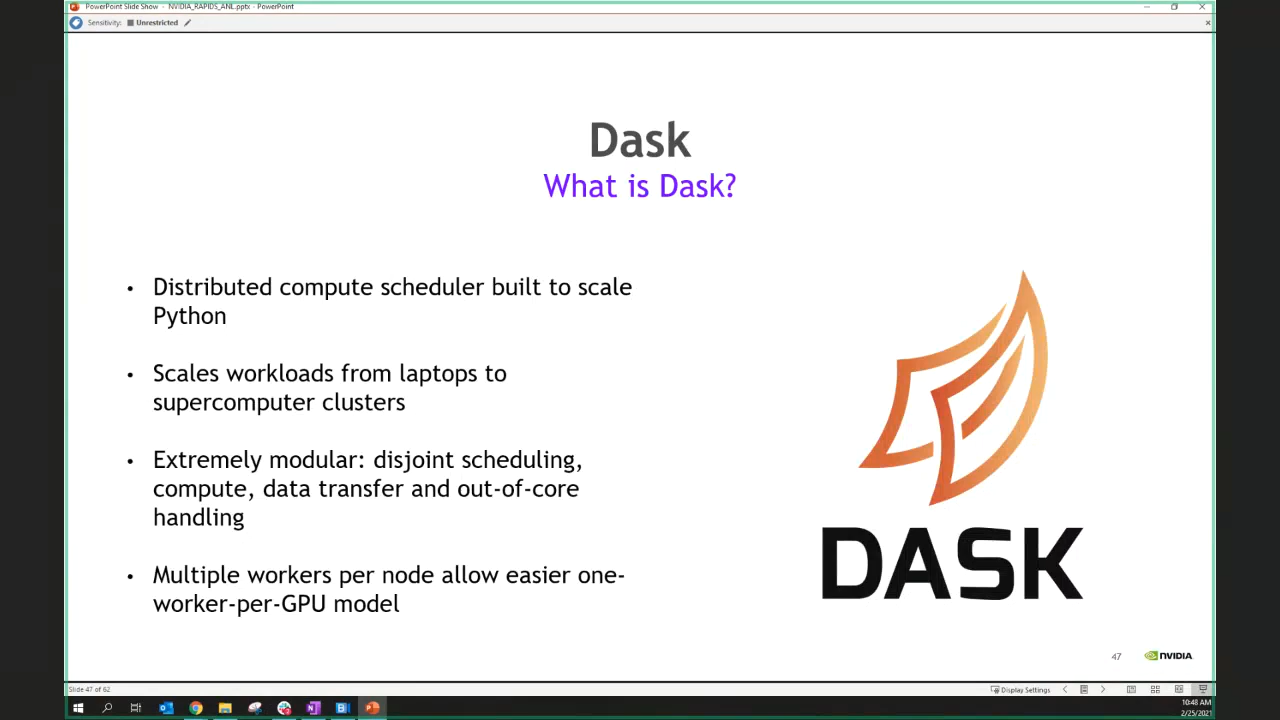 PowerPoint Slide Show - NVIDIA_RAPIDS_ANL.pptx - PowerPoint
Sensitivity: Unrestricted
Dask
What is Dask?
• Distributed compute scheduler built to scale
Python
• Scales workloads from laptops to
supercomputer clusters
• Extremely modular: disjoint scheduling,
compute, data transfer and out-of-core
handling
• Multiple workers per node allow easier one-
worker-per-GPU model
DASK
47
NVIDIA
Slide 47 of 62
Display Settings
10:48 AM
2/25/2021